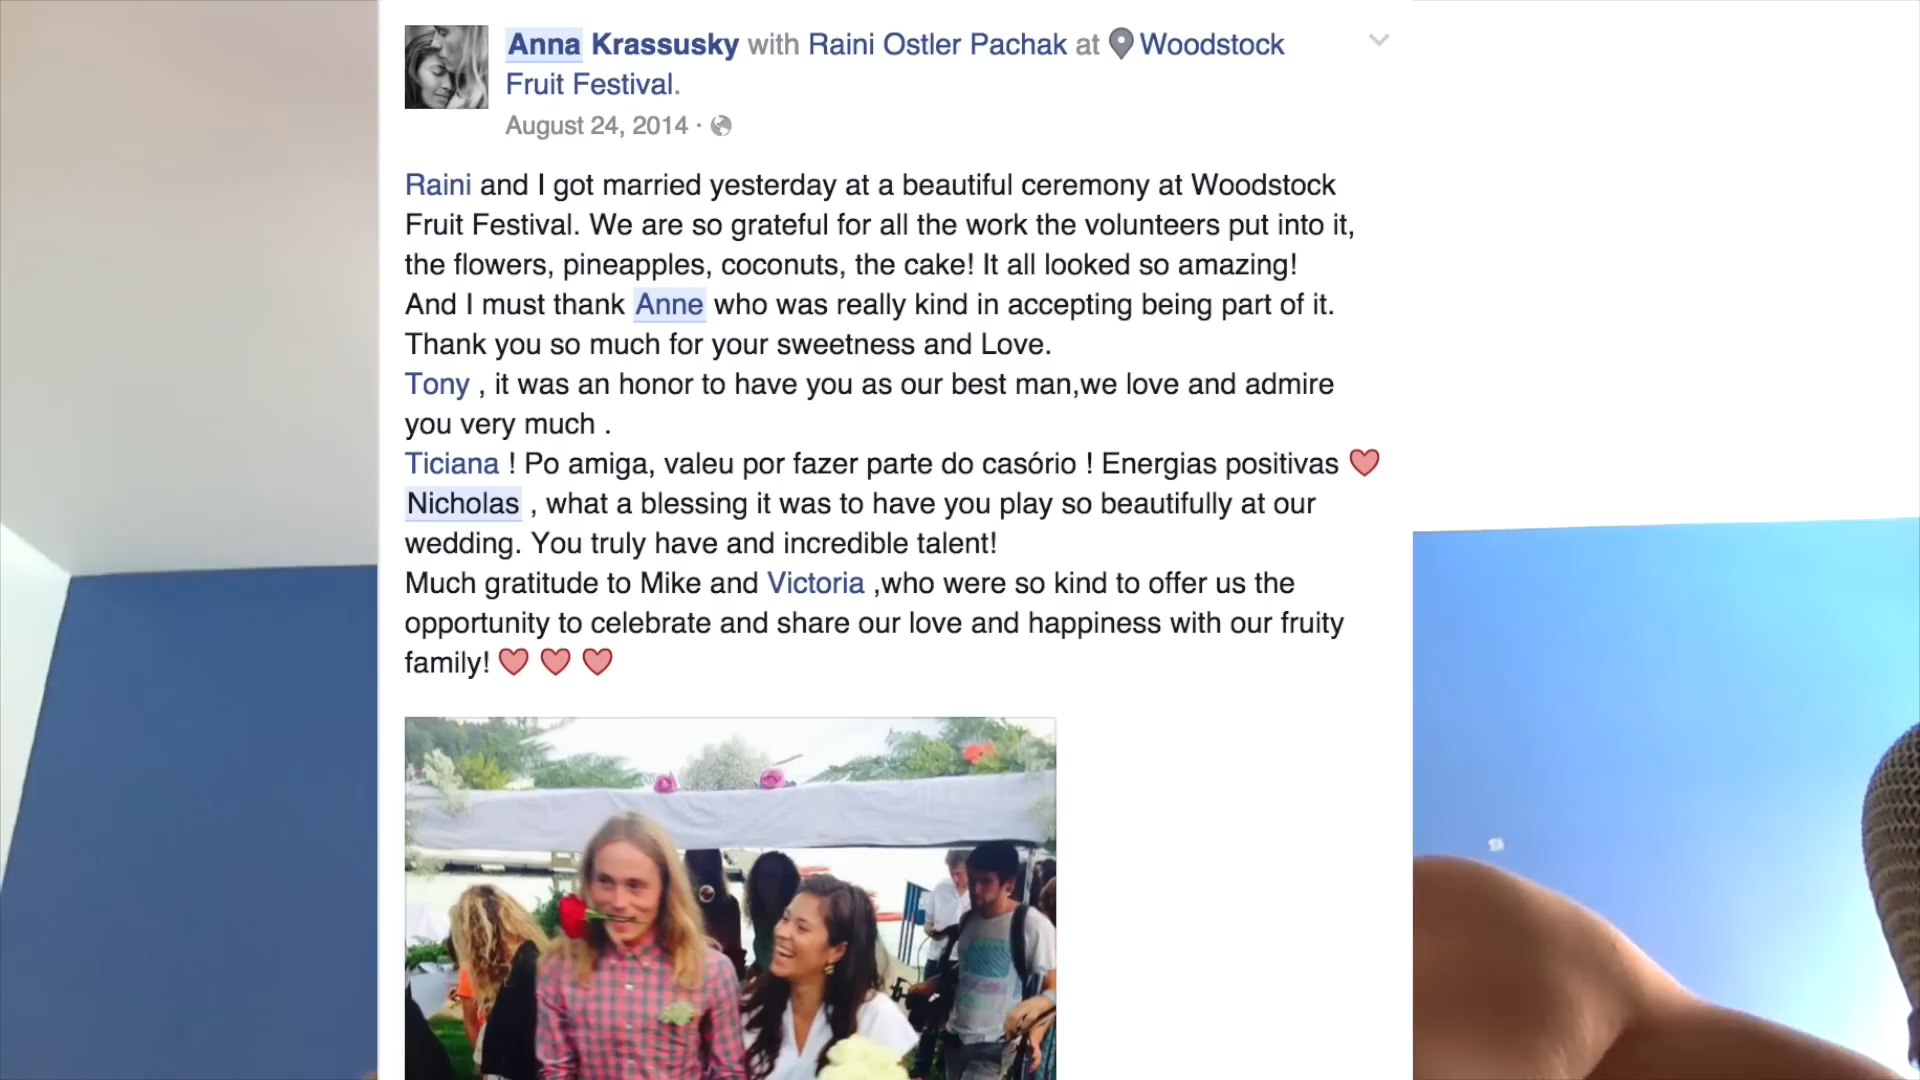 Anna Krassusky with Raini Ostler Pachak at Woodstock
Fruit Festival.
August 24, 2014 ·
Raini and I got married yesterday at a beautiful ceremony at Woodstock
Fruit Festival. We are so grateful for all the work the volunteers put into it,
the flowers, pineapples, coconuts, the cake! It all looked so amazing!
And I must thank Anne who was really kind in accepting being part of it.
Thank you so much for your sweetness and Love.
Tony , it was an honor to have you as our best man,we love and admire
you very much .
Ticiana ! Po amiga, valeu por fazer parte do casório ! Energias positivas ♥
Nicholas , what a blessing it was to have you play so beautifully at our
wedding. You truly have and incredible talent!
Much gratitude to Mike and Victoria ,who were so kind to offer us the
opportunity to celebrate and share our love and happiness with our fruity
family! ♥ ♥ ♥